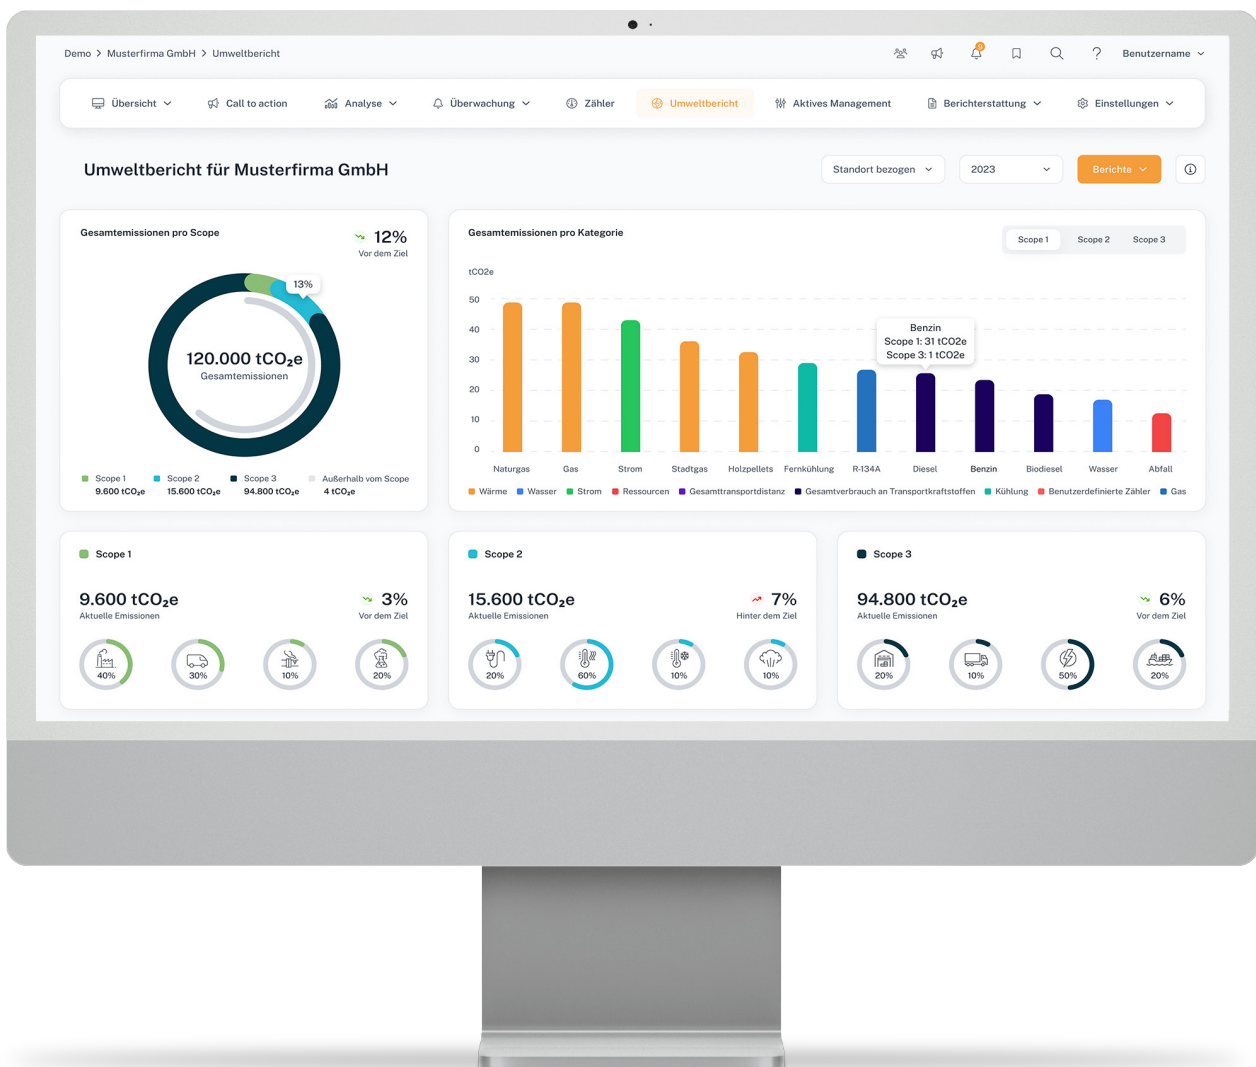 Demo > Musterfirma GmbH > Umweltbericht
Benutzername
Übersicht
Call to action
Analyse
Überwachung
Zähler
Umweltbericht
Aktives Management
Berichterstattung
Einstellungen
Umweltbericht für Musterfirma GmbH
Standort bezogen
2023
Berichte
Gesamtemissionen pro Scope
12%
Vor dem Ziel
13%
120.000 tCO₂e
Gesamtemissionen
Scope 1
9.600 tCO₂e
Scope 2
15.600 tCO₂e
Scope 3
94.800 tCO₂e
Außerhalb vom Scope
4 tCO₂e
Gesamtemissionen pro Kategorie
Scope 1
Scope 2
Scope 3
tCO2e
50
40
30
20
10
0
Benzin
Scope 1: 31 tCO2e
Scope 3: 1 tCO2e
Naturgas
Gas
Strom
Stadtgas
Holzpellets
Fernkühlung
R-134A
Diesel
Benzin
Biodiesel
Wasser
Abfall
Wärme
Wasser
Strom
Ressourcen
Gesamttransportdistanz
Gesamtverbrauch an Transportkraftstoffen
Kühlung
Benutzerdefinierte Zähler
Gas
Scope 1
9.600 tCO₂e
Aktuelle Emissionen
3%
Vor dem Ziel
40%
30%
10%
20%
Scope 2
15.600 tCO₂e
Aktuelle Emissionen
7%
Hinter dem Ziel
20%
60%
10%
10%
Scope 3
94.800 tCO₂e
Aktuelle Emissionen
6%
Vor dem Ziel
20%
10%
50%
20%